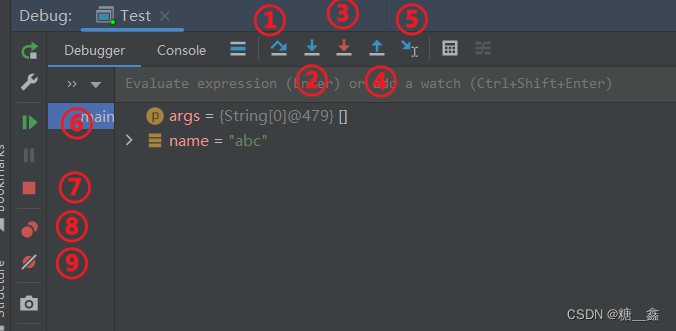 Debug: Test
① ② ③ ④ ⑤
Debugger Console
Evaluate expression (Enter) or add a watch (Ctrl+Shift+Enter)
⑥ main
args = {String[0]@479} []
name = "abc"
⑦
⑧
⑨
Bookmarks
Structure
CSDN @糖__鑫